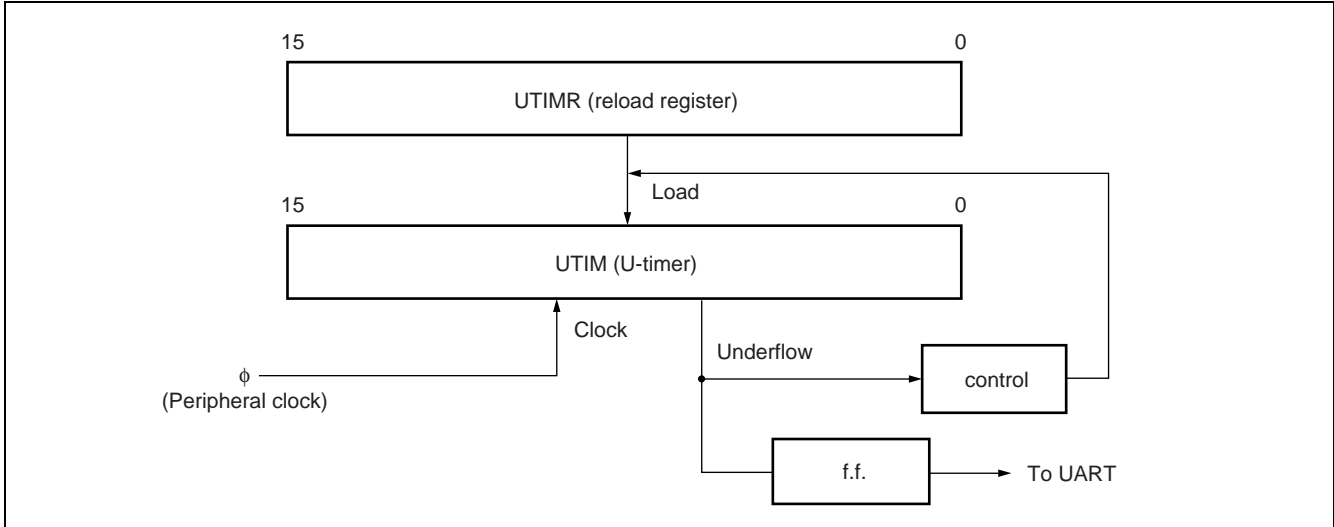 15 0
UTIMR (reload register)
Load
15 0
UTIM (U-timer)
Clock
Underflow
control
ϕ
(Peripheral clock)
f.f.
To UART